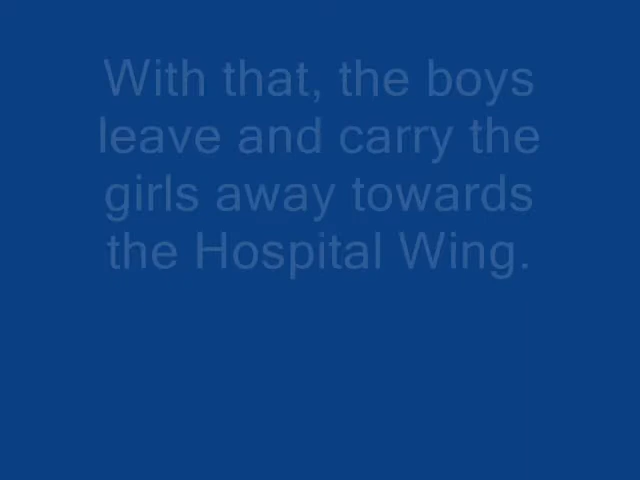 With that, the boys
leave and carry the
girls away towards
the Hospital Wing.